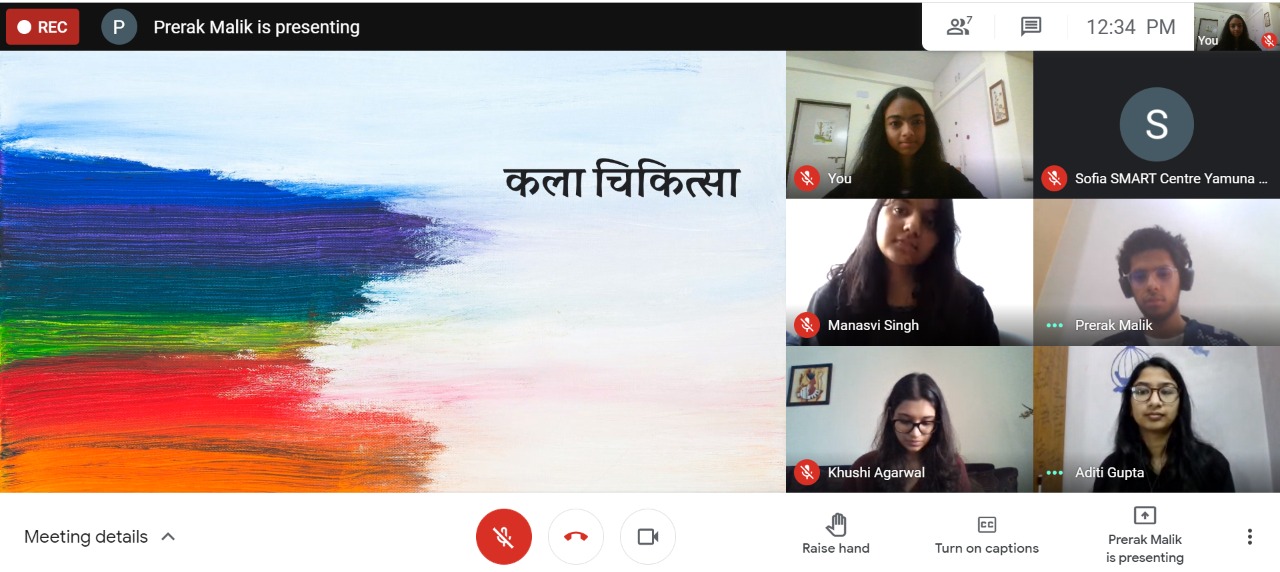 REC
P
Prerak Malik is presenting
7
12:34 PM
You
कला चिकित्सा
You
S
Sofia SMART Centre Yamuna ...
Manasvi Singh
Prerak Malik
Khushi Agarwal
Aditi Gupta
Meeting details
Raise hand
CC
Turn on captions
Prerak Malik
is presenting